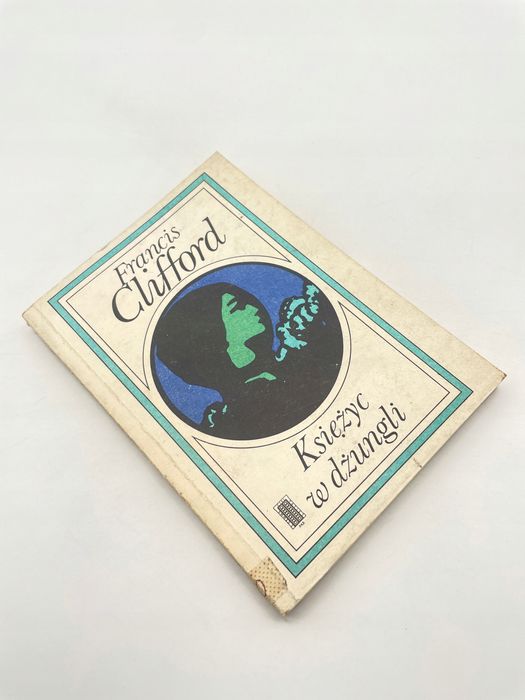 Francis
Clifford
Księżyc
w dżungli